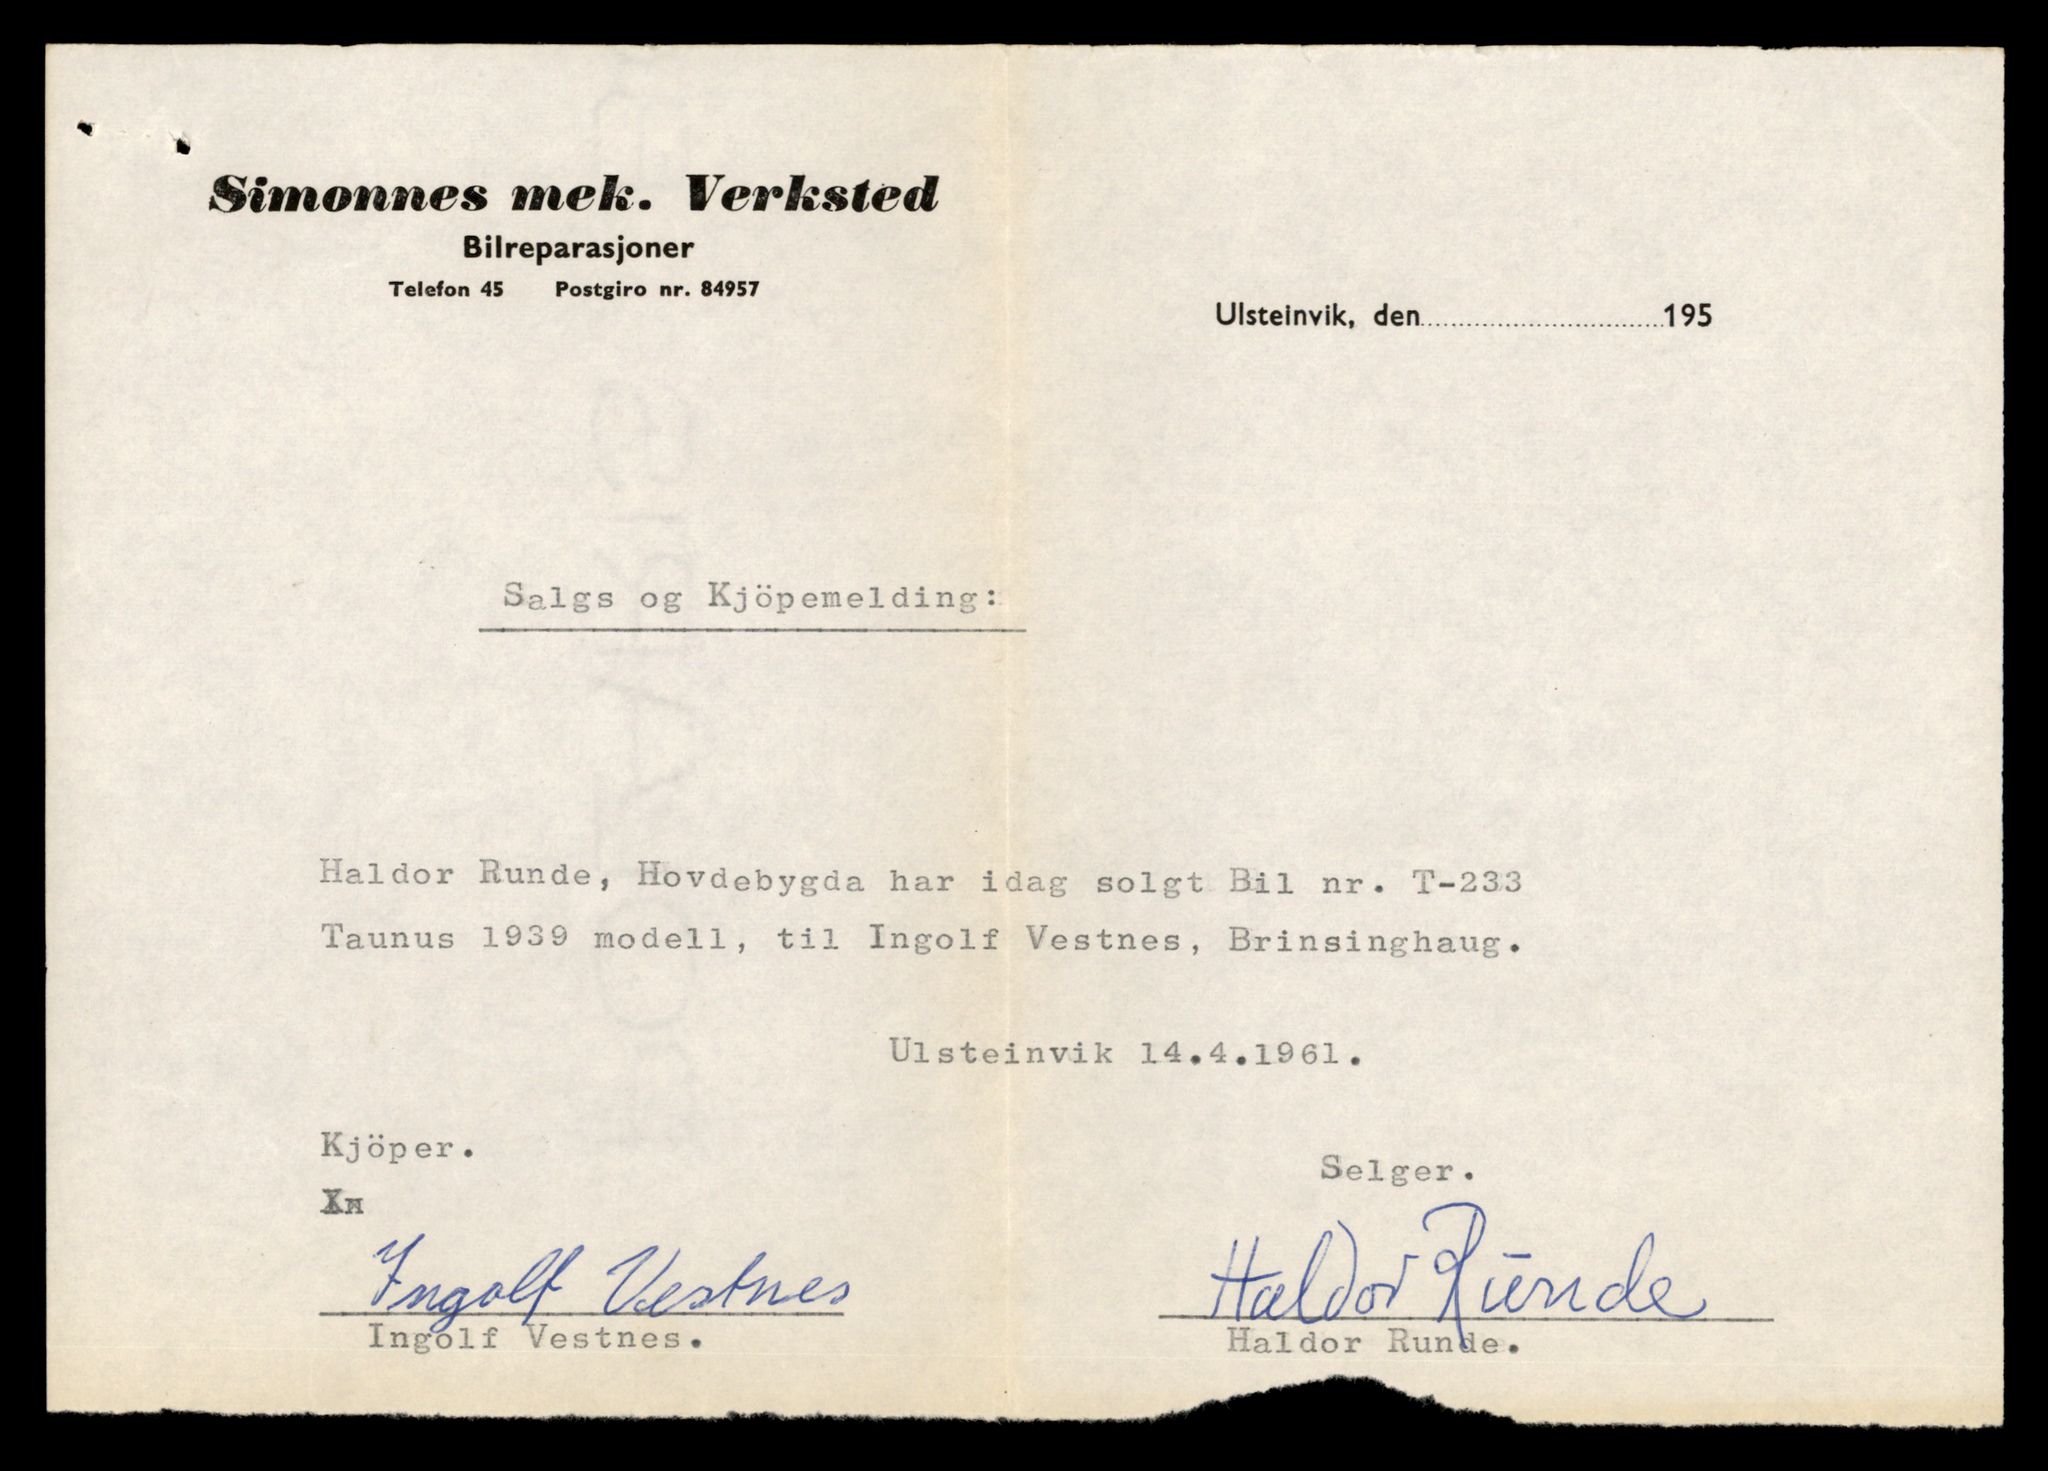 Simonnes mek. Verksted
Bilreparasjoner
Telefon 45 Postgiro nr. 84957
Ulsteinvik, den..............................195
Salgs og Kjöpemelding:
Haldor Runde, Hovdebygda har idag solgt Bil nr. T-233
Taunus 1939 modell, til Ingolf Vestnes, Brinsinghaug.
Ulsteinvik 14.4.1961.
Kjöper.
Selger.
Ingolf Vestnes
Haldor Runde
Ingolf Vestnes.
Haldor Runde.